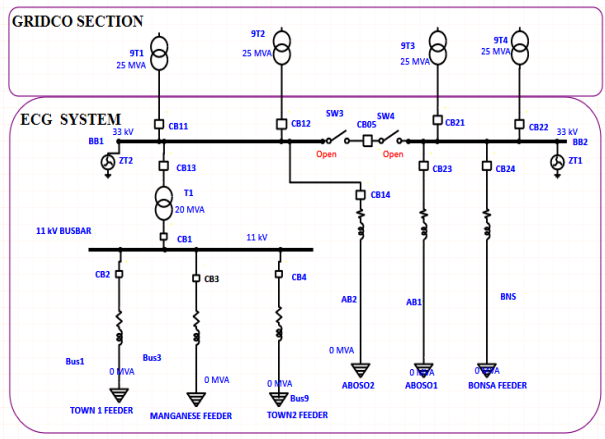 GRIDCO SECTION
9T1
25 MVA
9T2
25 MVA
9T3
25 MVA
9T4
25 MVA
ECG SYSTEM
CB11
CB12
SW3
CB05
SW4
CB21
CB22
33 kV
33 kV
BB1
BB2
Open
Open
ZT2
ZT1
CB13
CB23
CB24
T1
20 MVA
CB14
11 kV BUSBAR
CB1
11 kV
CB2
CB3
CB4
AB2
AB1
BNS
Bus1
Bus3
0 MVA
0 MVA
0 MVA
0 MVA
0 MVA
0 MVA
Bus9
ABOSO2
ABOSO1
BONSA FEEDER
TOWN 1 FEEDER
MANGANESE FEEDER
TOWN2 FEEDER